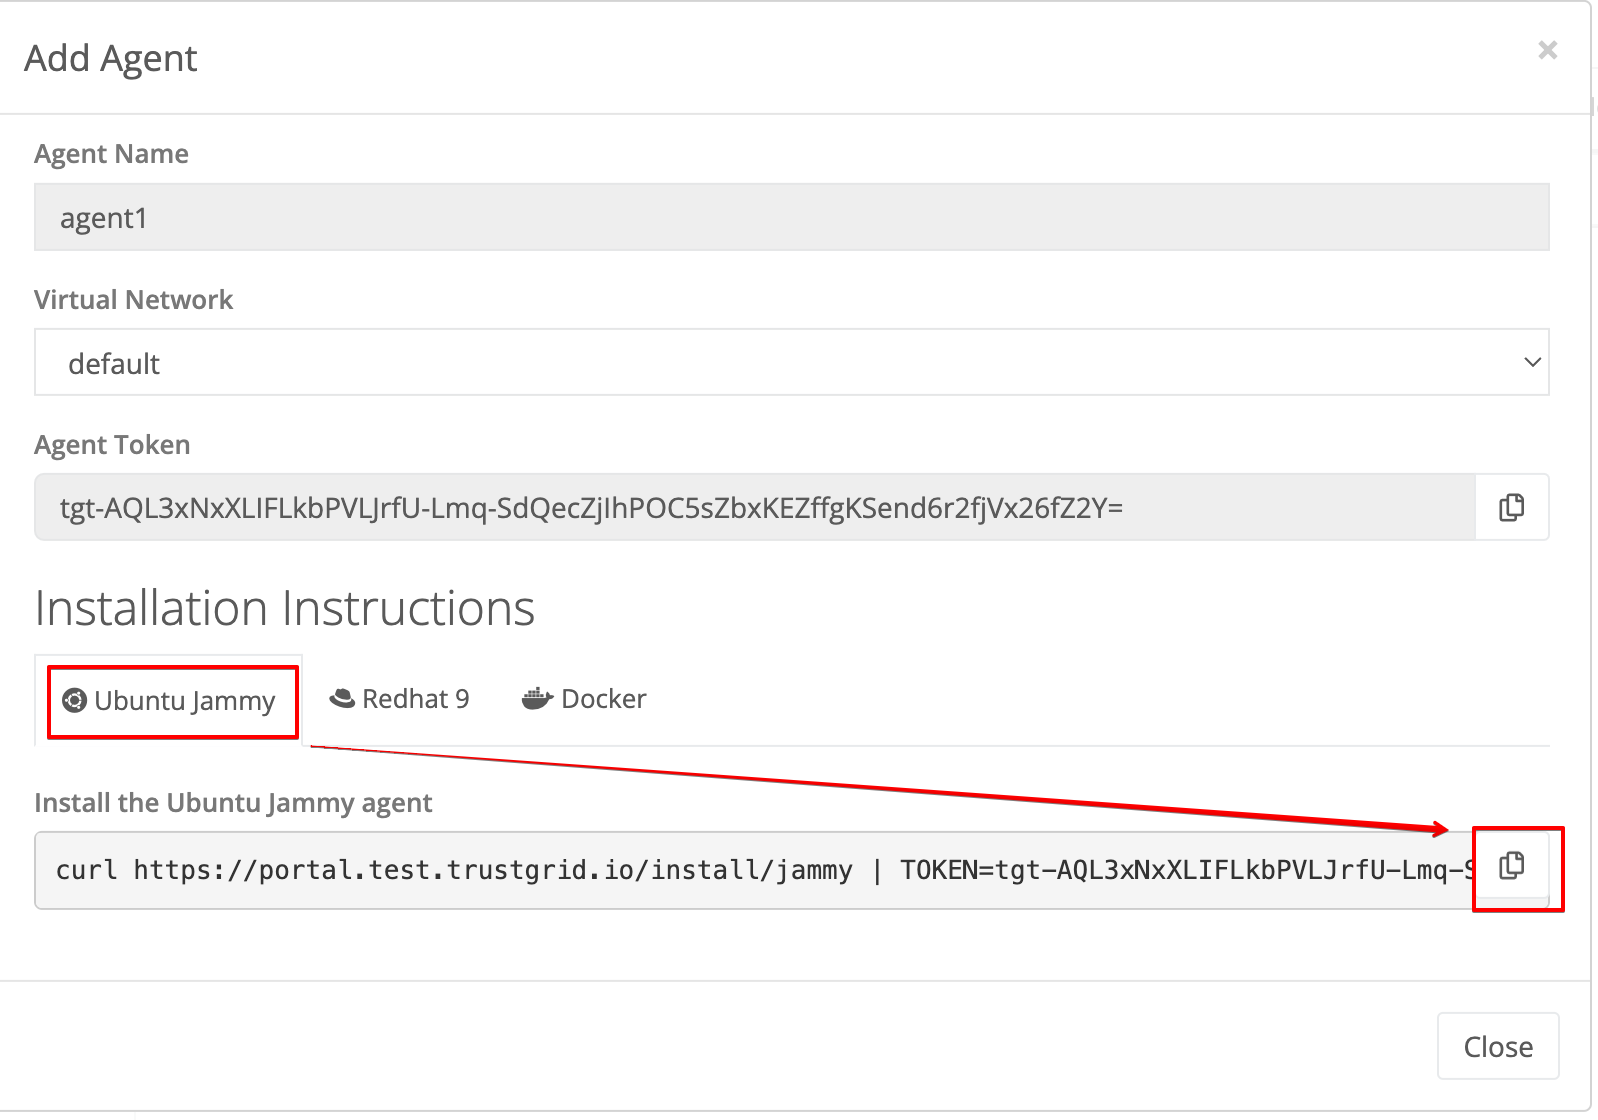 Add Agent
×
Agent Name
agent1
Virtual Network
default
Agent Token
tgt-AQL3xNxXLIFLkbPVLJrfU-Lmq-SdQecZjIhPOC5sZbxKEZffgKSend6r2fjVx26fZ2Y=
Installation Instructions
Ubuntu Jammy Redhat 9 Docker
Install the Ubuntu Jammy agent
curl https://portal.test.trustgrid.io/install/jammy | TOKEN=tgt-AQL3xNxXLIFLkbPVLJrfU-Lmq-S
Close